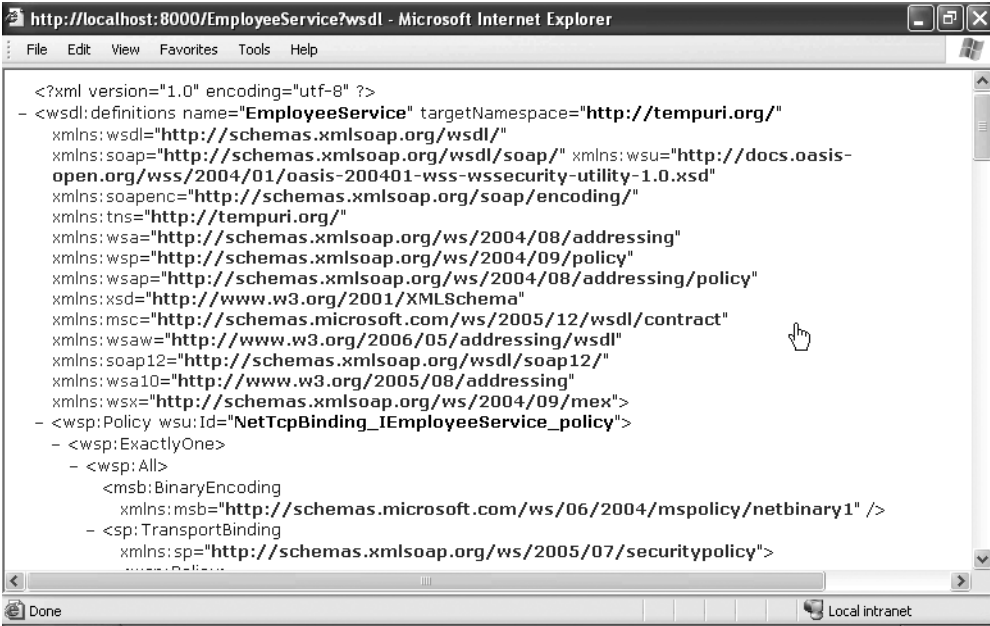 http://localhost:8000/EmployeeService?wsdl - Microsoft Internet Explorer
File Edit View Favorites Tools Help
<?xml version="1.0" encoding="utf-8" ?>
- <wsdl:definitions name="EmployeeService" targetNamespace="http://tempuri.org/"
xmlns:wsdl="http://schemas.xmlsoap.org/wsdl/"
xmlns:soap="http://schemas.xmlsoap.org/wsdl/soap/" xmlns:wsu="http://docs.oasis-
open.org/wss/2004/01/oasis-200401-wss-wssecurity-utility-1.0.xsd"
xmlns:soapenc="http://schemas.xmlsoap.org/soap/encoding/"
xmlns:tns="http://tempuri.org/"
xmlns:wsa="http://schemas.xmlsoap.org/ws/2004/08/addressing"
xmlns:wsp="http://schemas.xmlsoap.org/ws/2004/09/policy"
xmlns:wsap="http://schemas.xmlsoap.org/ws/2004/08/addressing/policy"
xmlns:xsd="http://www.w3.org/2001/XMLSchema"
xmlns:msc="http://schemas.microsoft.com/ws/2005/12/wsdl/contract"
xmlns:wsaw="http://www.w3.org/2006/05/addressing/wsdl"
xmlns:soap12="http://schemas.xmlsoap.org/wsdl/soap12/"
xmlns:wsa10="http://www.w3.org/2005/08/addressing"
xmlns:wsx="http://schemas.xmlsoap.org/ws/2004/09/mex">
- <wsp:Policy wsu:Id="NetTcpBinding_IEmployeeService_policy">
- <wsp:ExactlyOne>
- <wsp:All>
<msb:BinaryEncoding
xmlns:msb="http://schemas.microsoft.com/ws/06/2004/mspolicy/netbinary1" />
- <sp:TransportBinding
xmlns:sp="http://schemas.xmlsoap.org/ws/2005/07/securitypolicy">
Done
Local intranet